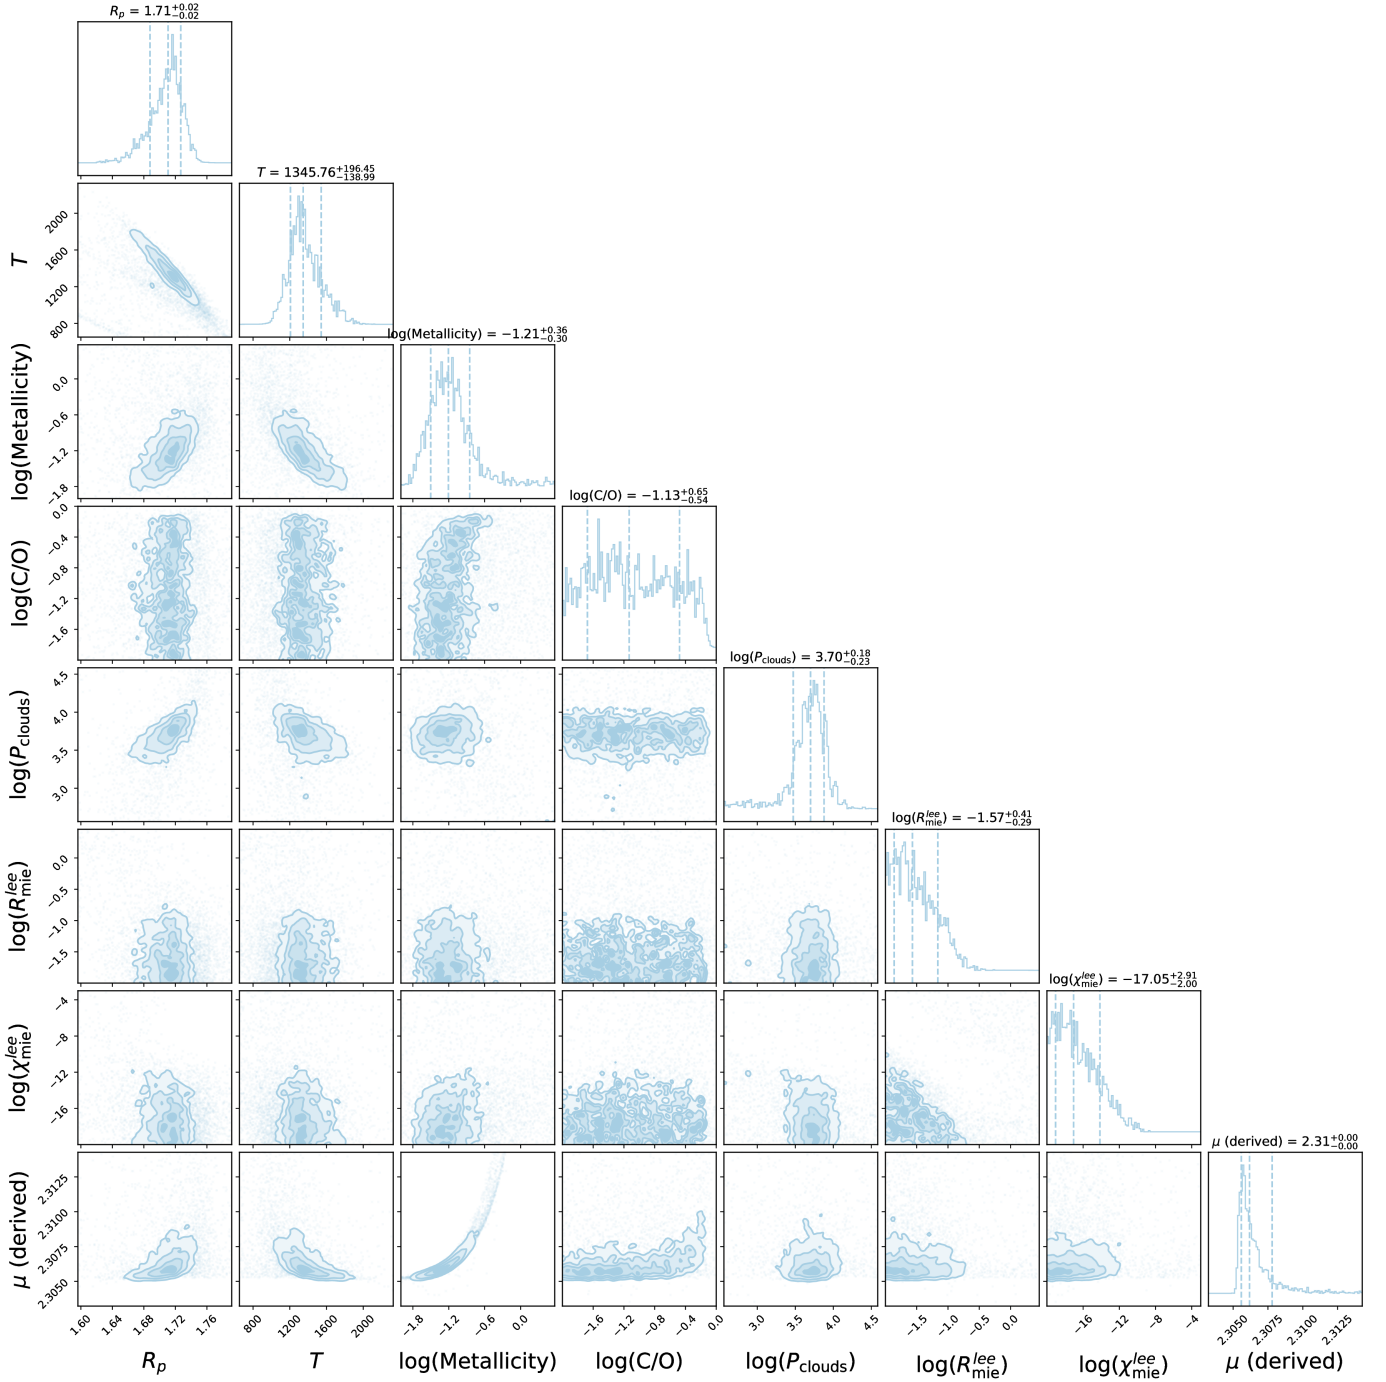 R_p = 1.71^{+0.02}_{-0.02}
T = 1345.76^{+196.45}_{-138.99}
2000
1600
1200
800
T
log(Metallicity) = −1.21^{+0.36}_{-0.30}
0.0
−0.6
−1.2
−1.8
log(Metallicity)
log(C/O) = −1.13^{+0.65}_{-0.54}
0.0
−0.4
−0.8
−1.2
−1.6
log(C/O)
log(P_clouds) = 3.70^{+0.18}_{-0.23}
4.5
4.0
3.5
3.0
log(P_clouds)
log(R^{lee}_{mie}) = −1.57^{+0.41}_{-0.29}
0.0
−0.5
−1.0
−1.5
log(R^{lee}_{mie})
log(χ^{lee}_{mie}) = −17.05^{+2.91}_{-2.00}
−4
−8
−12
−16
log(χ^{lee}_{mie})
μ (derived) = 2.31^{+0.00}_{-0.00}
2.3125
2.3100
2.3075
2.3050
μ (derived)
1.60 1.64 1.68 1.72 1.76 800 1200 1600 2000 −1.8 −1.2 −0.6 0.0 −1.6 −1.2 −0.8 −0.4 0.0 3.0 3.5 4.0 4.5 −1.5 −1.0 −0.5 0.0 −16 −12 −8 −4 2.3050 2.3075 2.3100 2.3125
R_p T log(Metallicity) log(C/O) log(P_clouds) log(R^{lee}_{mie}) log(χ^{lee}_{mie}) μ (derived)